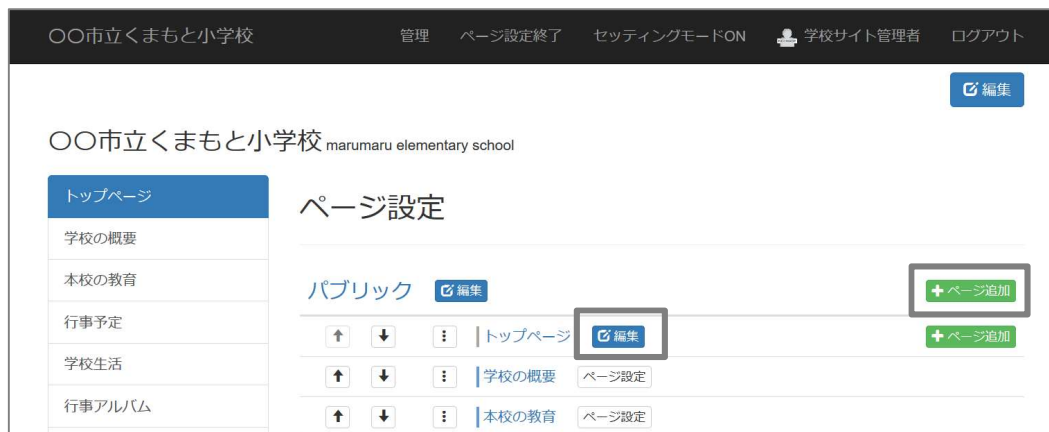 〇〇市立くまもと小学校 管理 ページ設定終了 セッティングモードON 学校サイト管理者 ログアウト
編集
〇〇市立くまもと小学校 marumaru elementary school
トップページ
ページ設定
学校の概要
本校の教育
パブリック 編集 ページ追加
行事予定
トップページ 編集 ページ追加
学校生活
学校の概要 ページ設定
行事アルバム
本校の教育 ページ設定